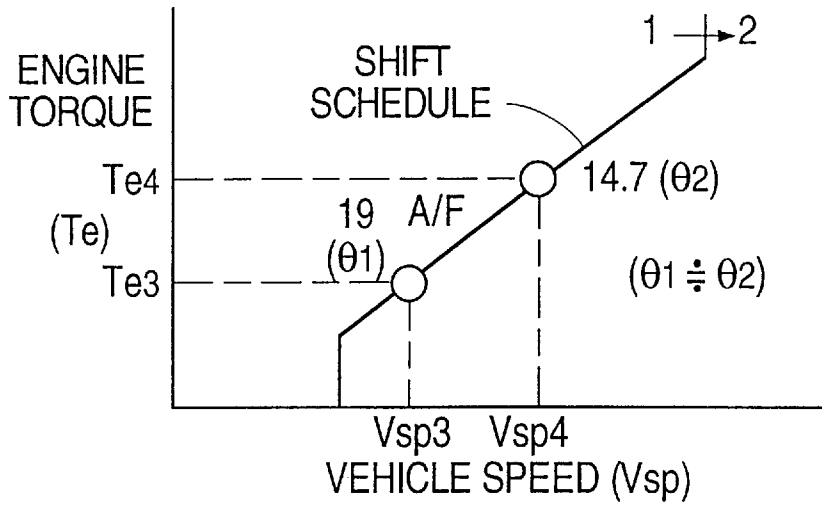 1 → 2
ENGINE
TORQUE
SHIFT
SCHEDULE
Te4
14.7 (θ2)
19 A/F
(Te)
(θ1)
Te3
(θ1 ≑ θ2)
Vsp3 Vsp4
VEHICLE SPEED (Vsp)